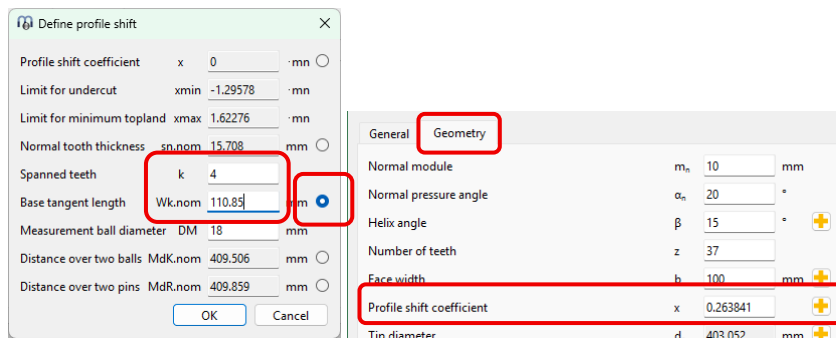 Define profile shift
Profile shift coefficient x 0 ·mn
Limit for undercut xmin -1.29578 ·mn
Limit for minimum topland xmax 1.62276 ·mn
Normal tooth thickness sn.nom 15.708 mm
Spanned teeth k 4
Base tangent length Wk.nom 110.85 mm
Measurement ball diameter DM 18 mm
Distance over two balls MdK.nom 409.506 mm
Distance over two pins MdR.nom 409.859 mm
OK Cancel
General Geometry
Normal module mn 10 mm
Normal pressure angle αn 20 °
Helix angle β 15 °
Number of teeth z 37
Face width b 100 mm
Profile shift coefficient x 0.263841
Tip diameter d 403.052 mm